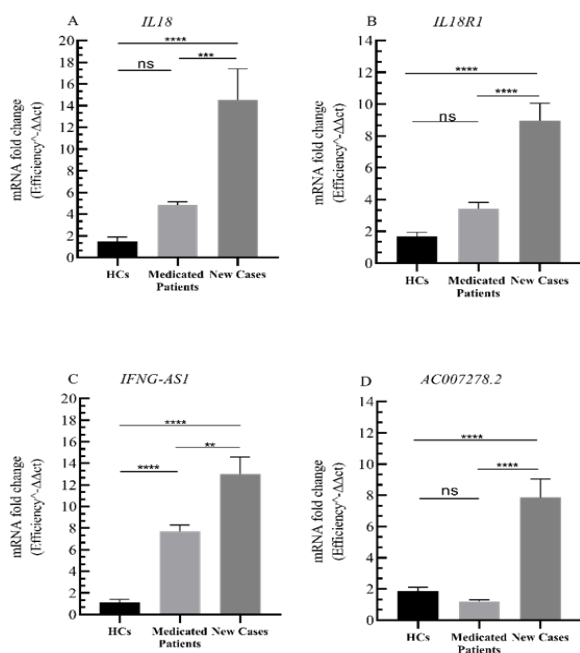 A IL18
mRNA fold change
(Efficiency^-ΔΔct)
20
18
16
14
12
10
8
6
4
2
0
****
ns
***
HCs Medicated Patients New Cases
B IL18R1
mRNA fold change
(Efficiency^-ΔΔct)
14
12
10
8
6
4
2
0
****
ns
****
HCs Medicated Patients New Cases
C IFNG-AS1
mRNA fold change
(Efficiency^-ΔΔct)
20
18
16
14
12
10
8
6
4
2
0
****
****
**
HCs Medicated Patients New Cases
D AC007278.2
mRNA fold change
(Efficiency^-ΔΔct)
14
12
10
8
6
4
2
0
****
ns
****
HCs Medicated Patients New Cases